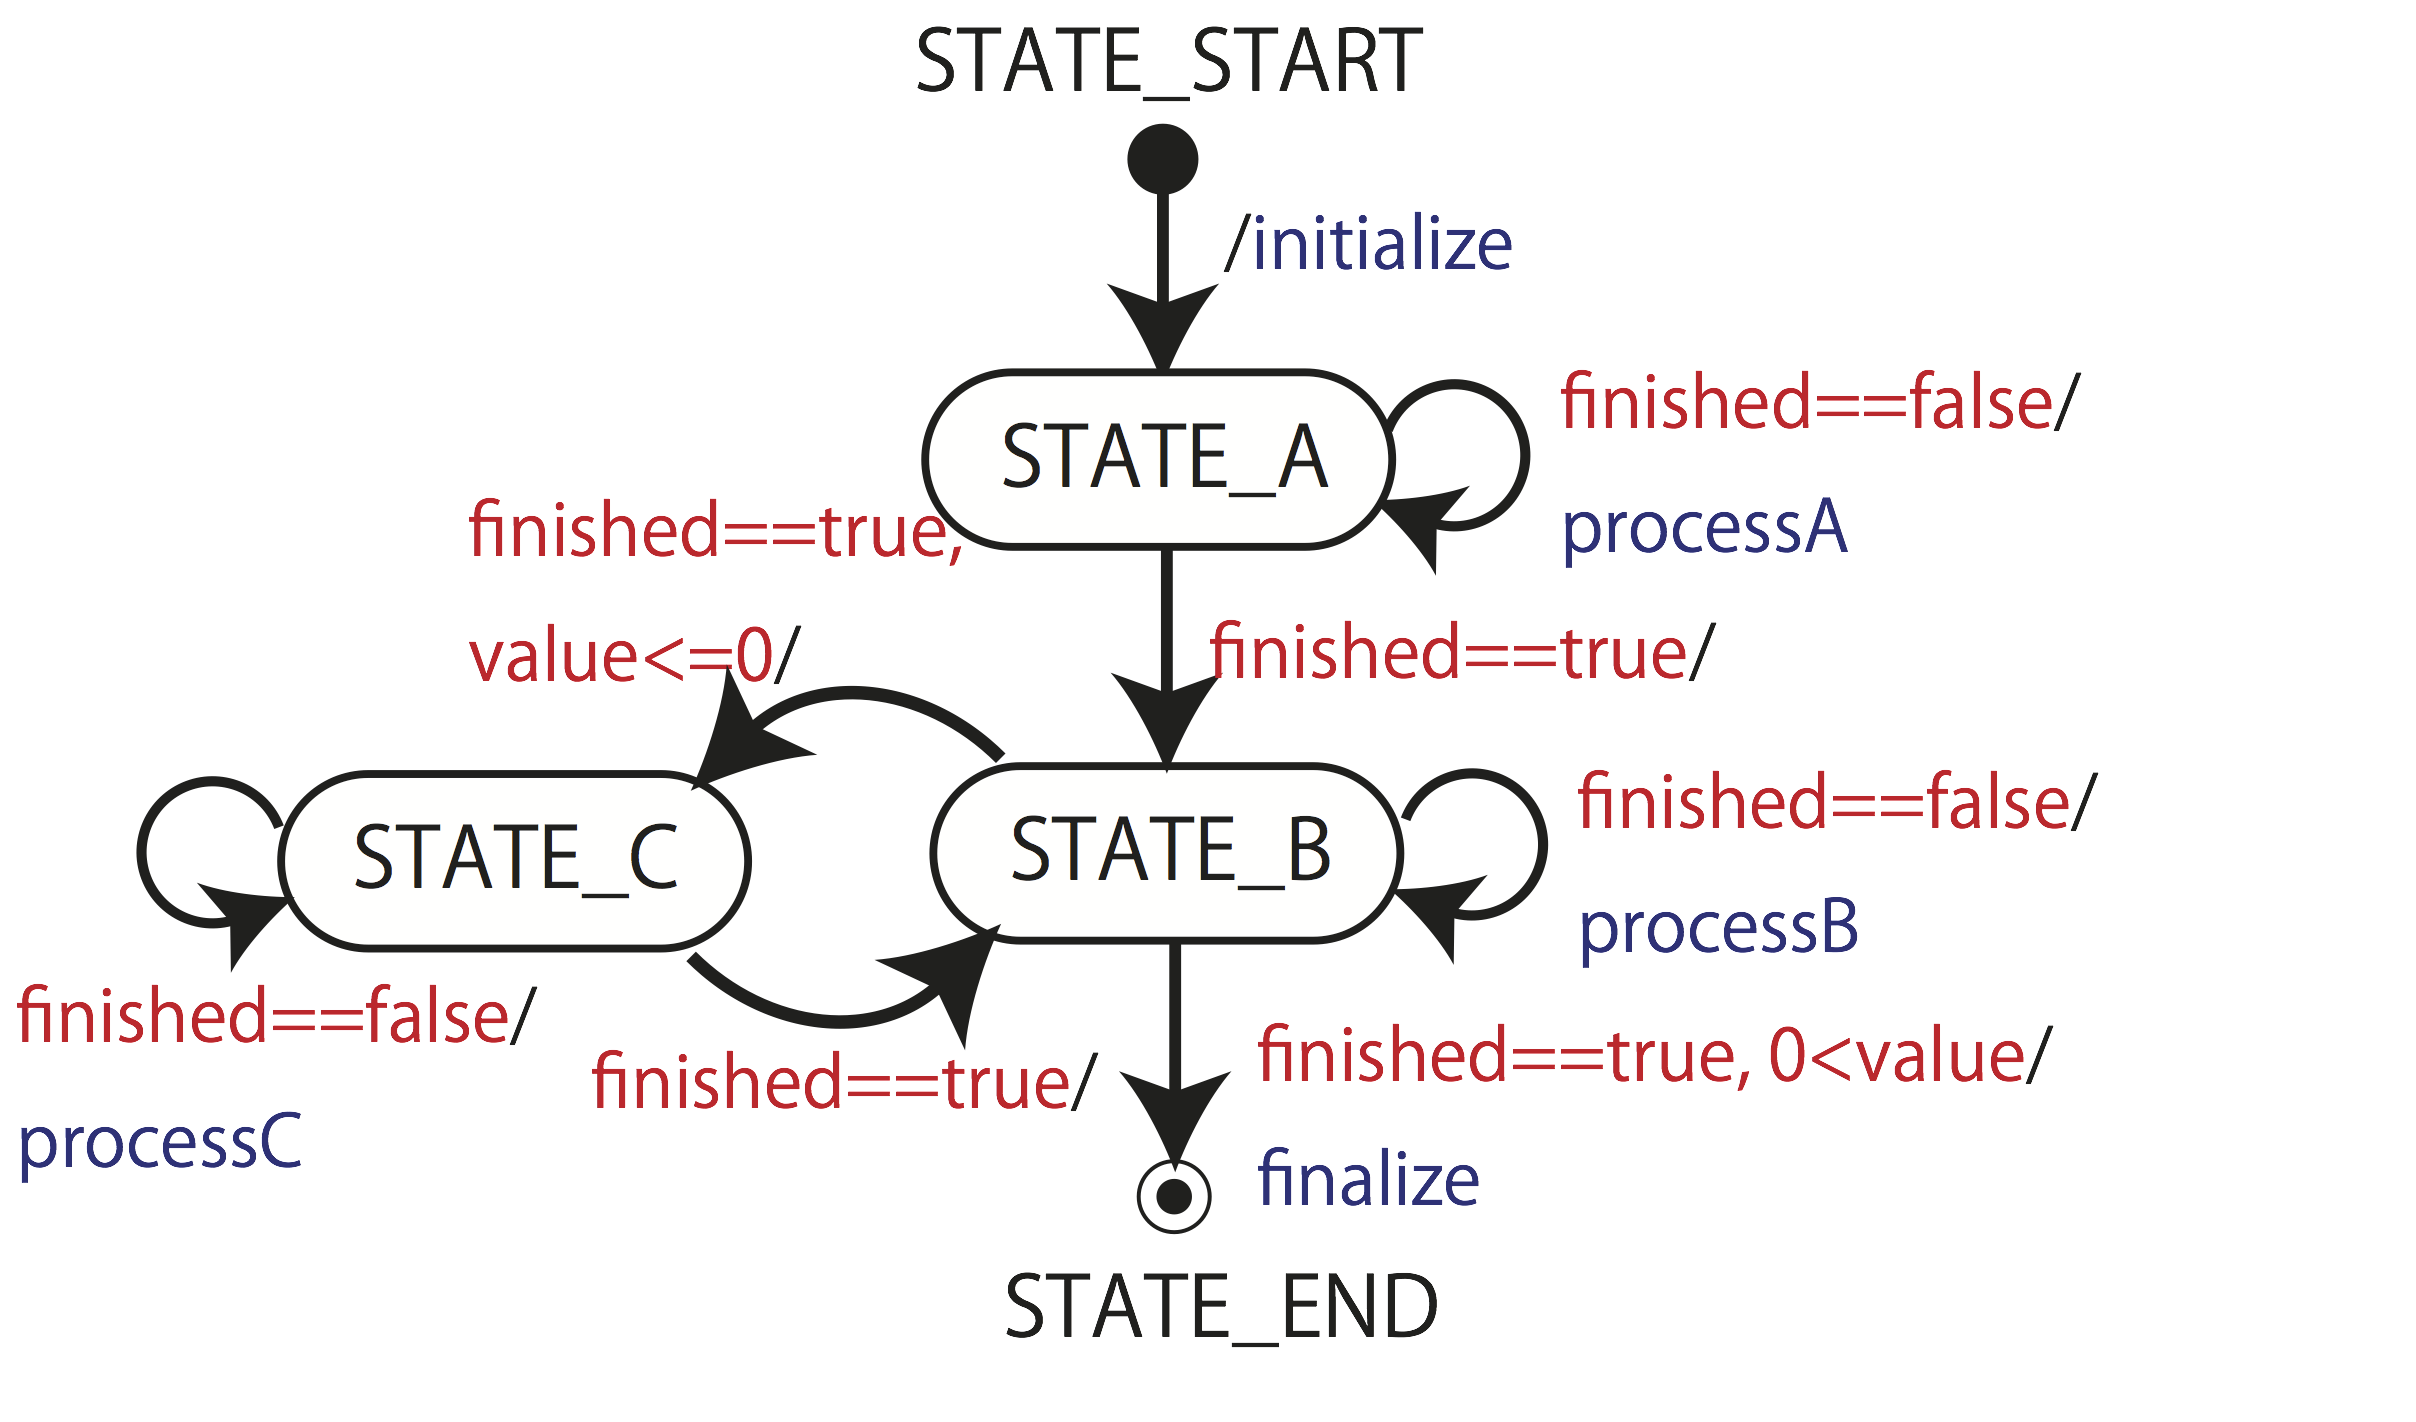 STATE_START
/initialize
STATE_A
finished==false/
processA
finished==true,
value<=0/
finished==true/
STATE_C
STATE_B
finished==false/
processB
finished==false/
processC
finished==true/
finished==true, 0<value/
finalize
STATE_END